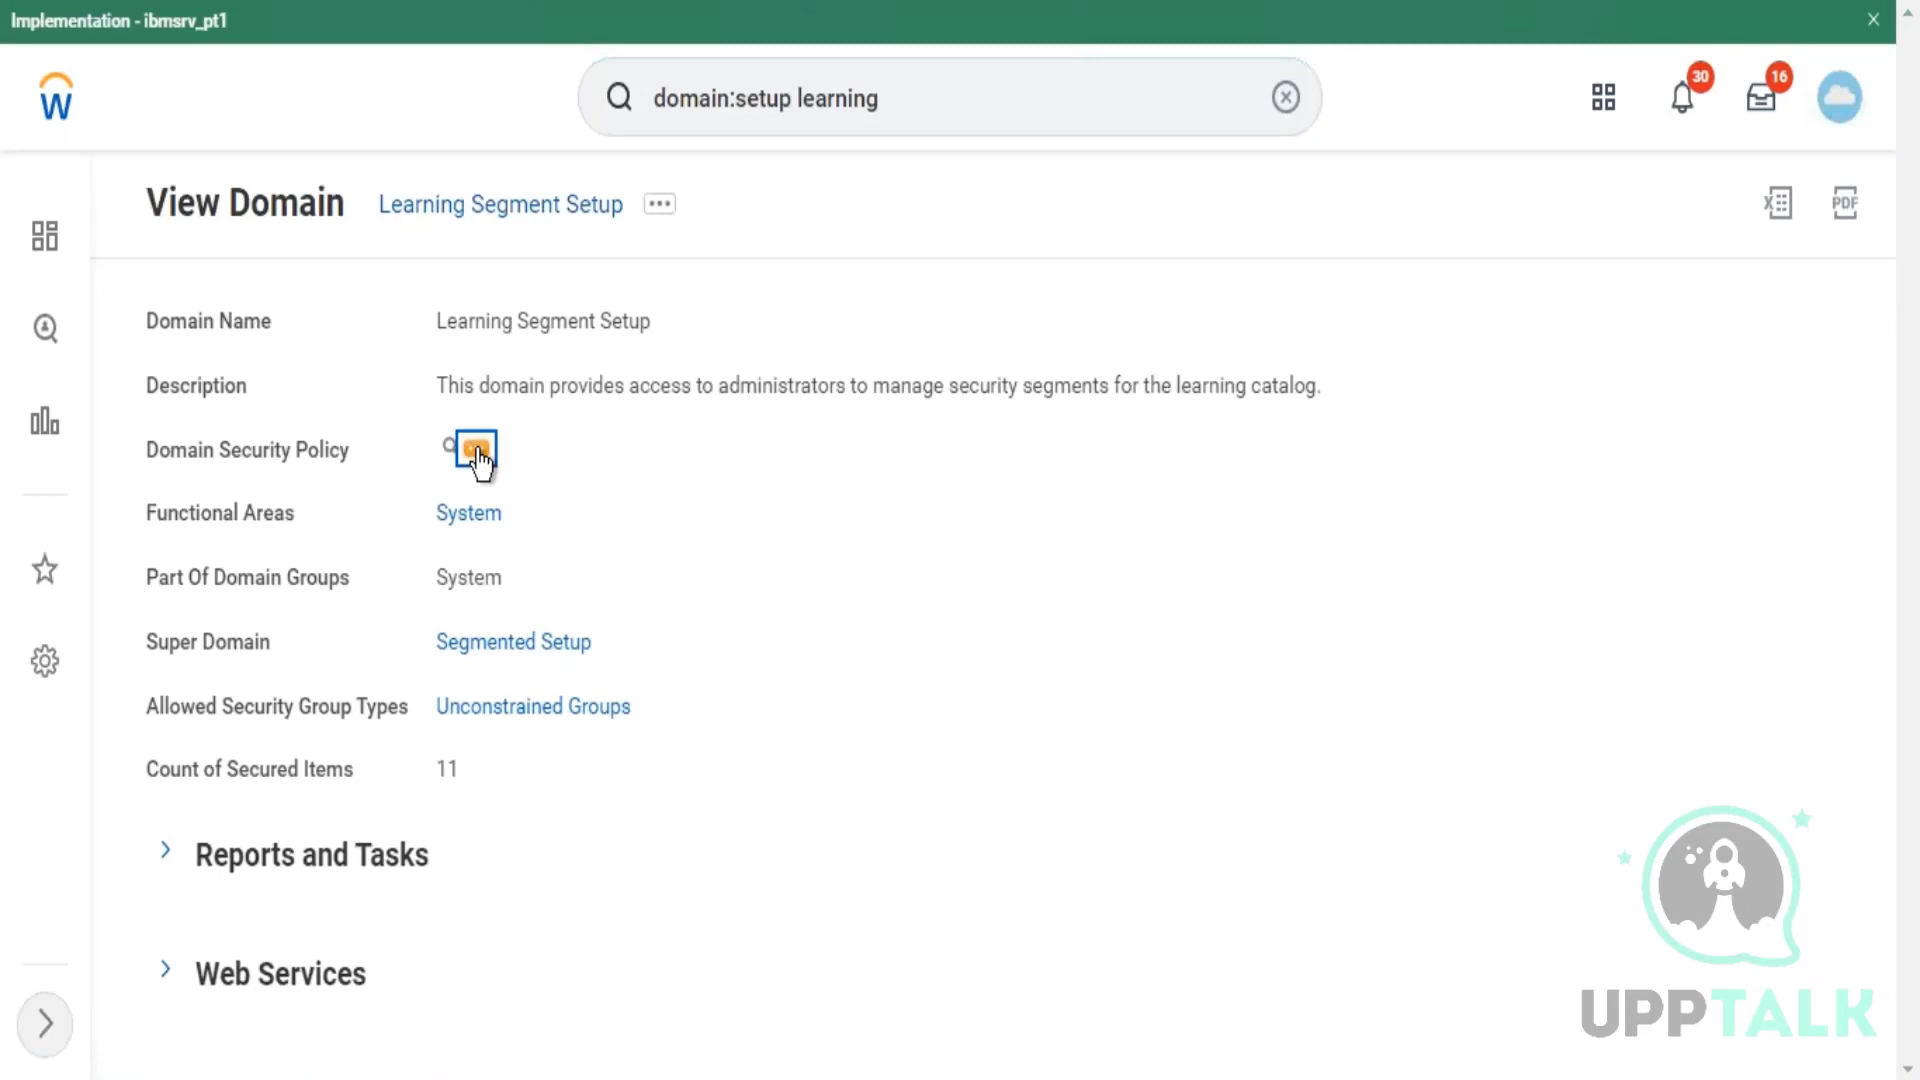 Implementation - ibmsrv_pt1
X
W
domain:setup learning
30
16
View Domain Learning Segment Setup
PDF
Domain Name Learning Segment Setup
Description This domain provides access to administrators to manage security segments for the learning catalog.
Domain Security Policy
Functional Areas System
Part Of Domain Groups System
Super Domain Segmented Setup
Allowed Security Group Types Unconstrained Groups
Count of Secured Items 11
Reports and Tasks
Web Services
UPPTALK